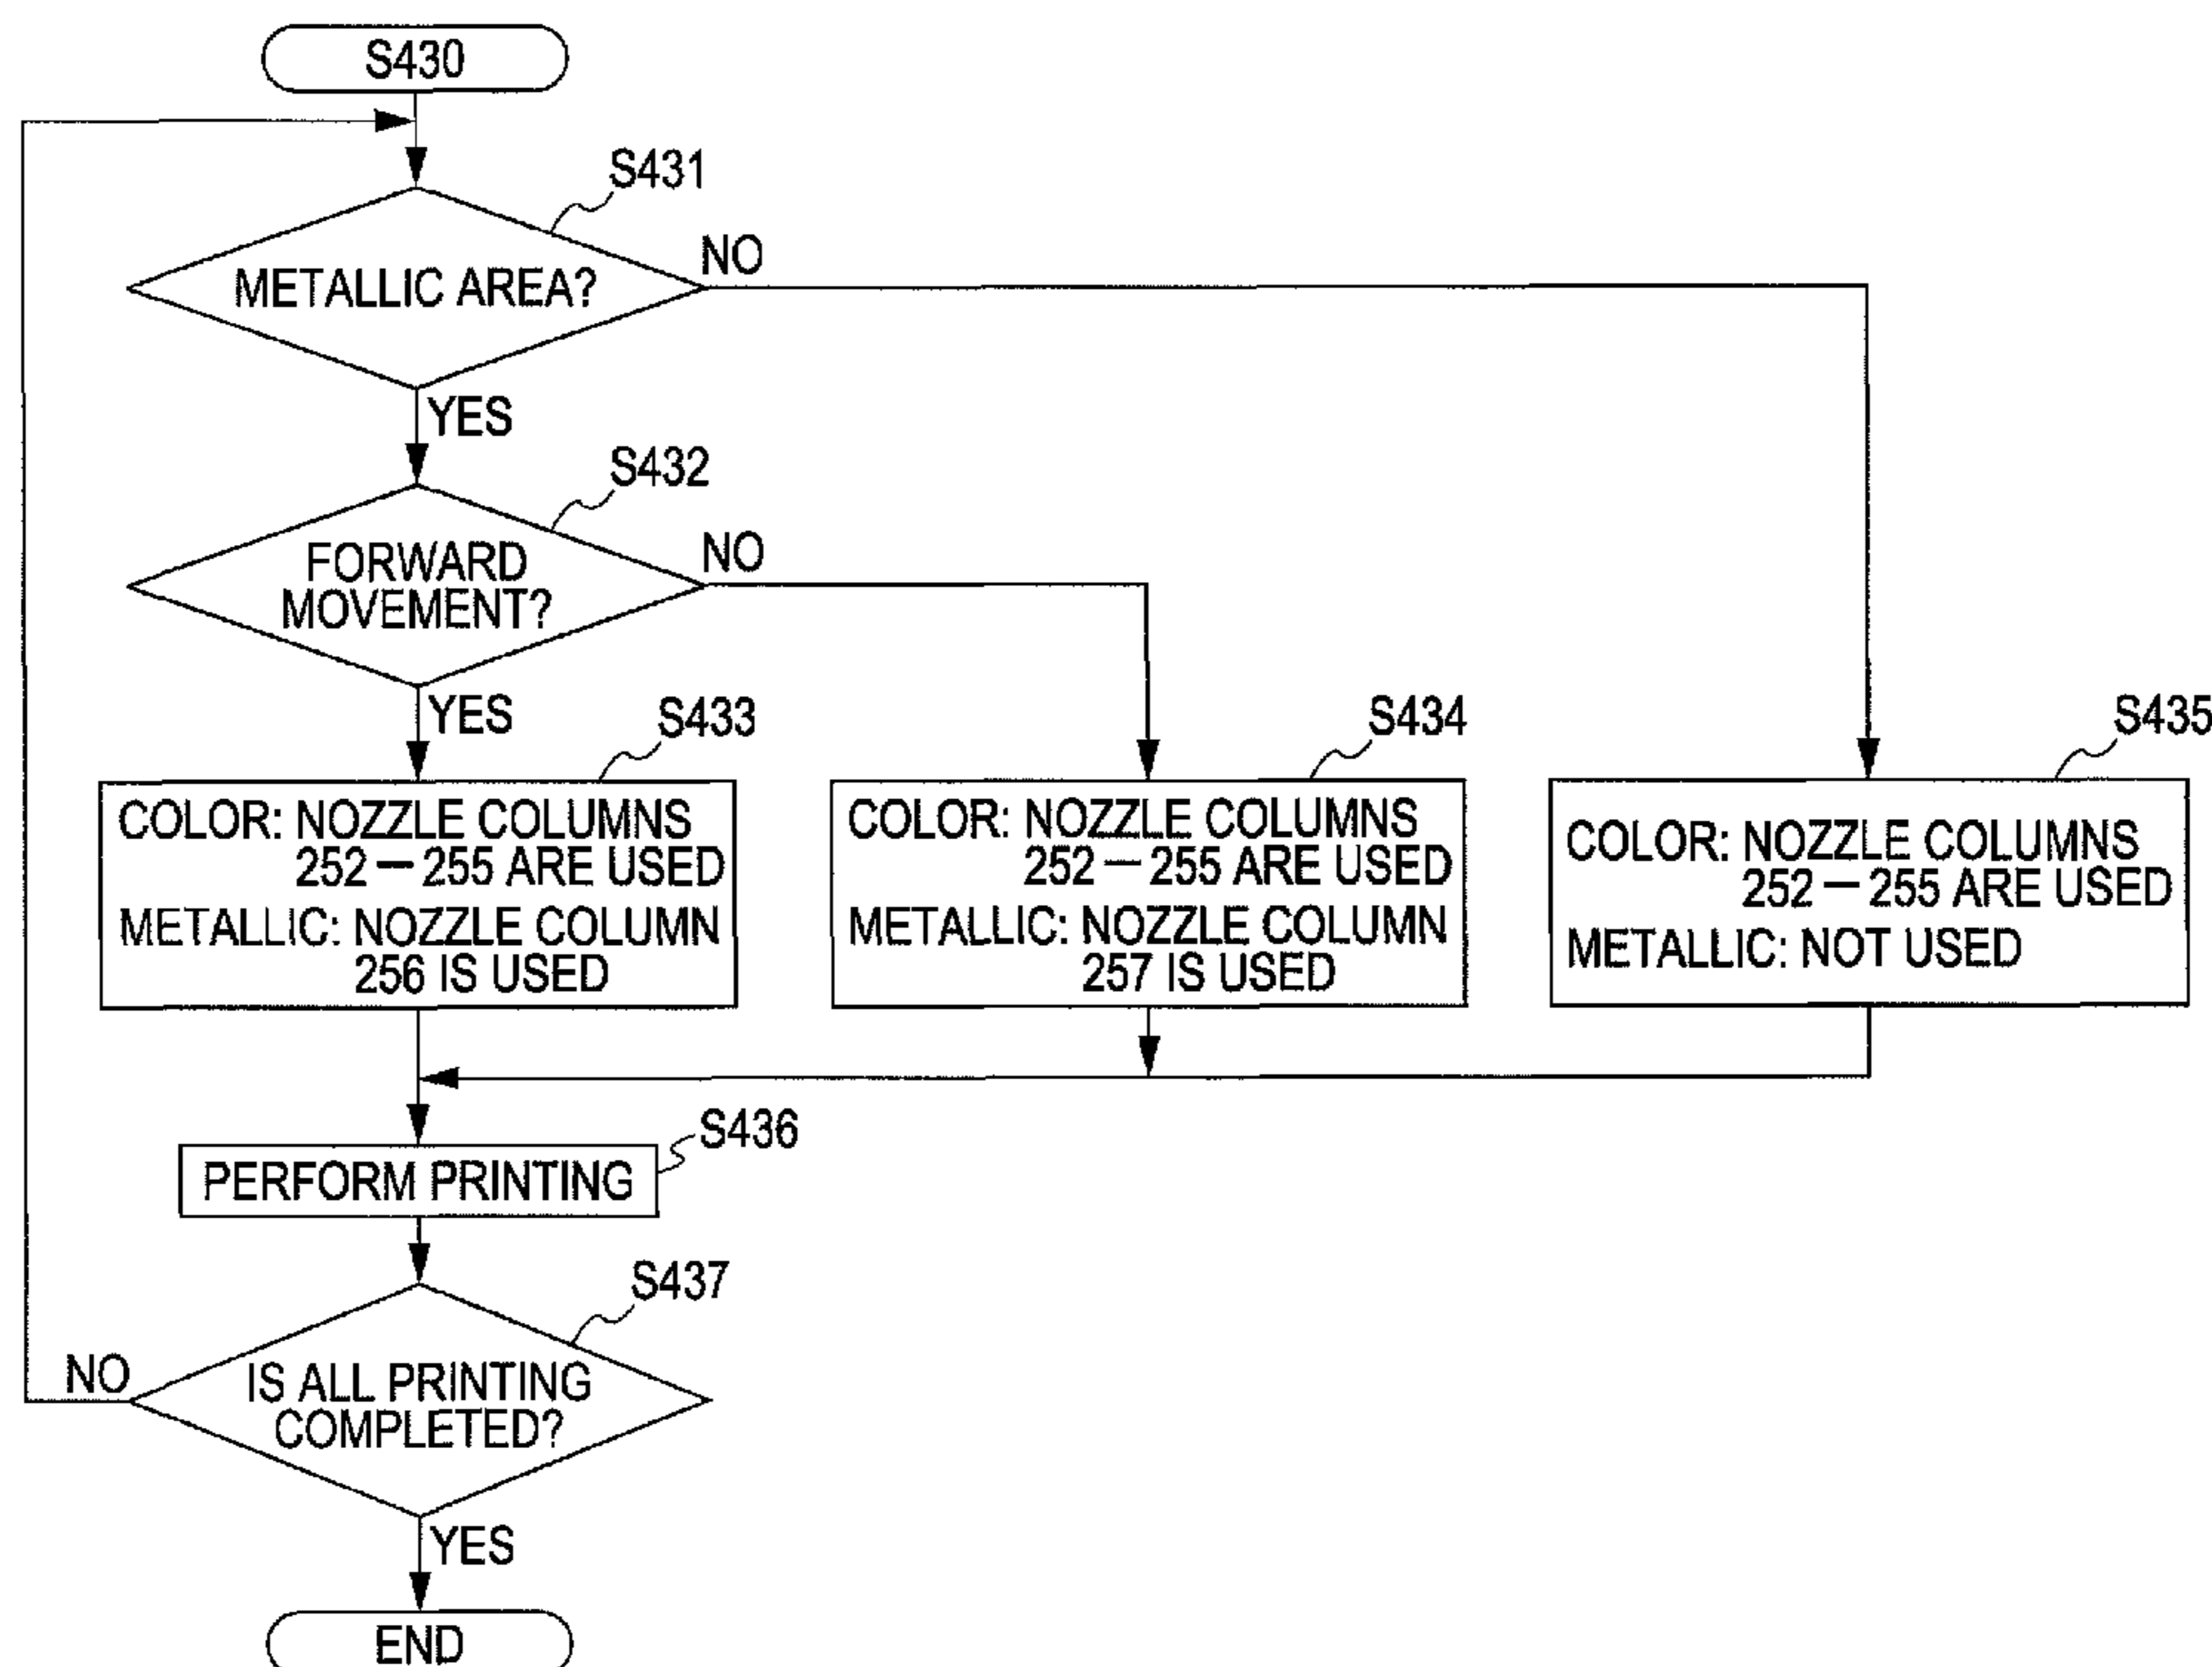 S430
S431
METALLIC AREA?
NO
YES
S432
FORWARD
MOVEMENT?
NO
YES
S433
COLOR: NOZZLE COLUMNS
252 — 255 ARE USED
METALLIC: NOZZLE COLUMN
256 IS USED
S434
COLOR: NOZZLE COLUMNS
252 — 255 ARE USED
METALLIC: NOZZLE COLUMN
257 IS USED
S435
COLOR: NOZZLE COLUMNS
252 — 255 ARE USED
METALLIC: NOT USED
S436
PERFORM PRINTING
S437
IS ALL PRINTING
COMPLETED?
NO
YES
END